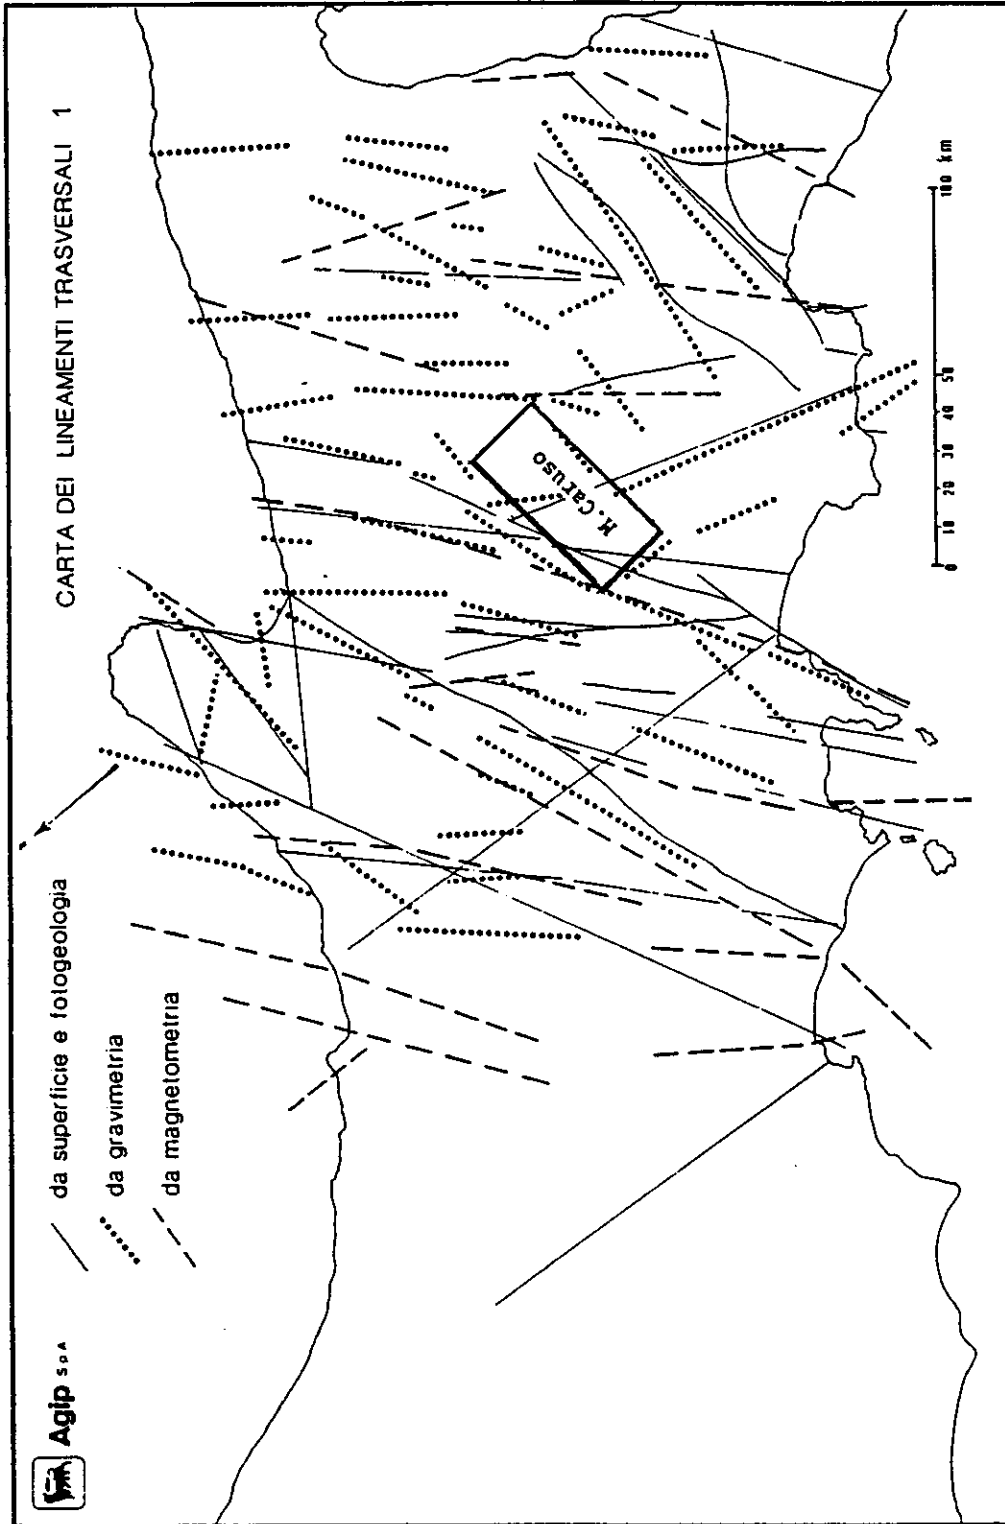 Agip S.p.A
CARTA DEI LINEAMENTI TRASVERSALI 1
da superficie e fotogeologia
da gravimetria
da magnetometria
M. Caruso
0 10 20 30 40 50 100 km